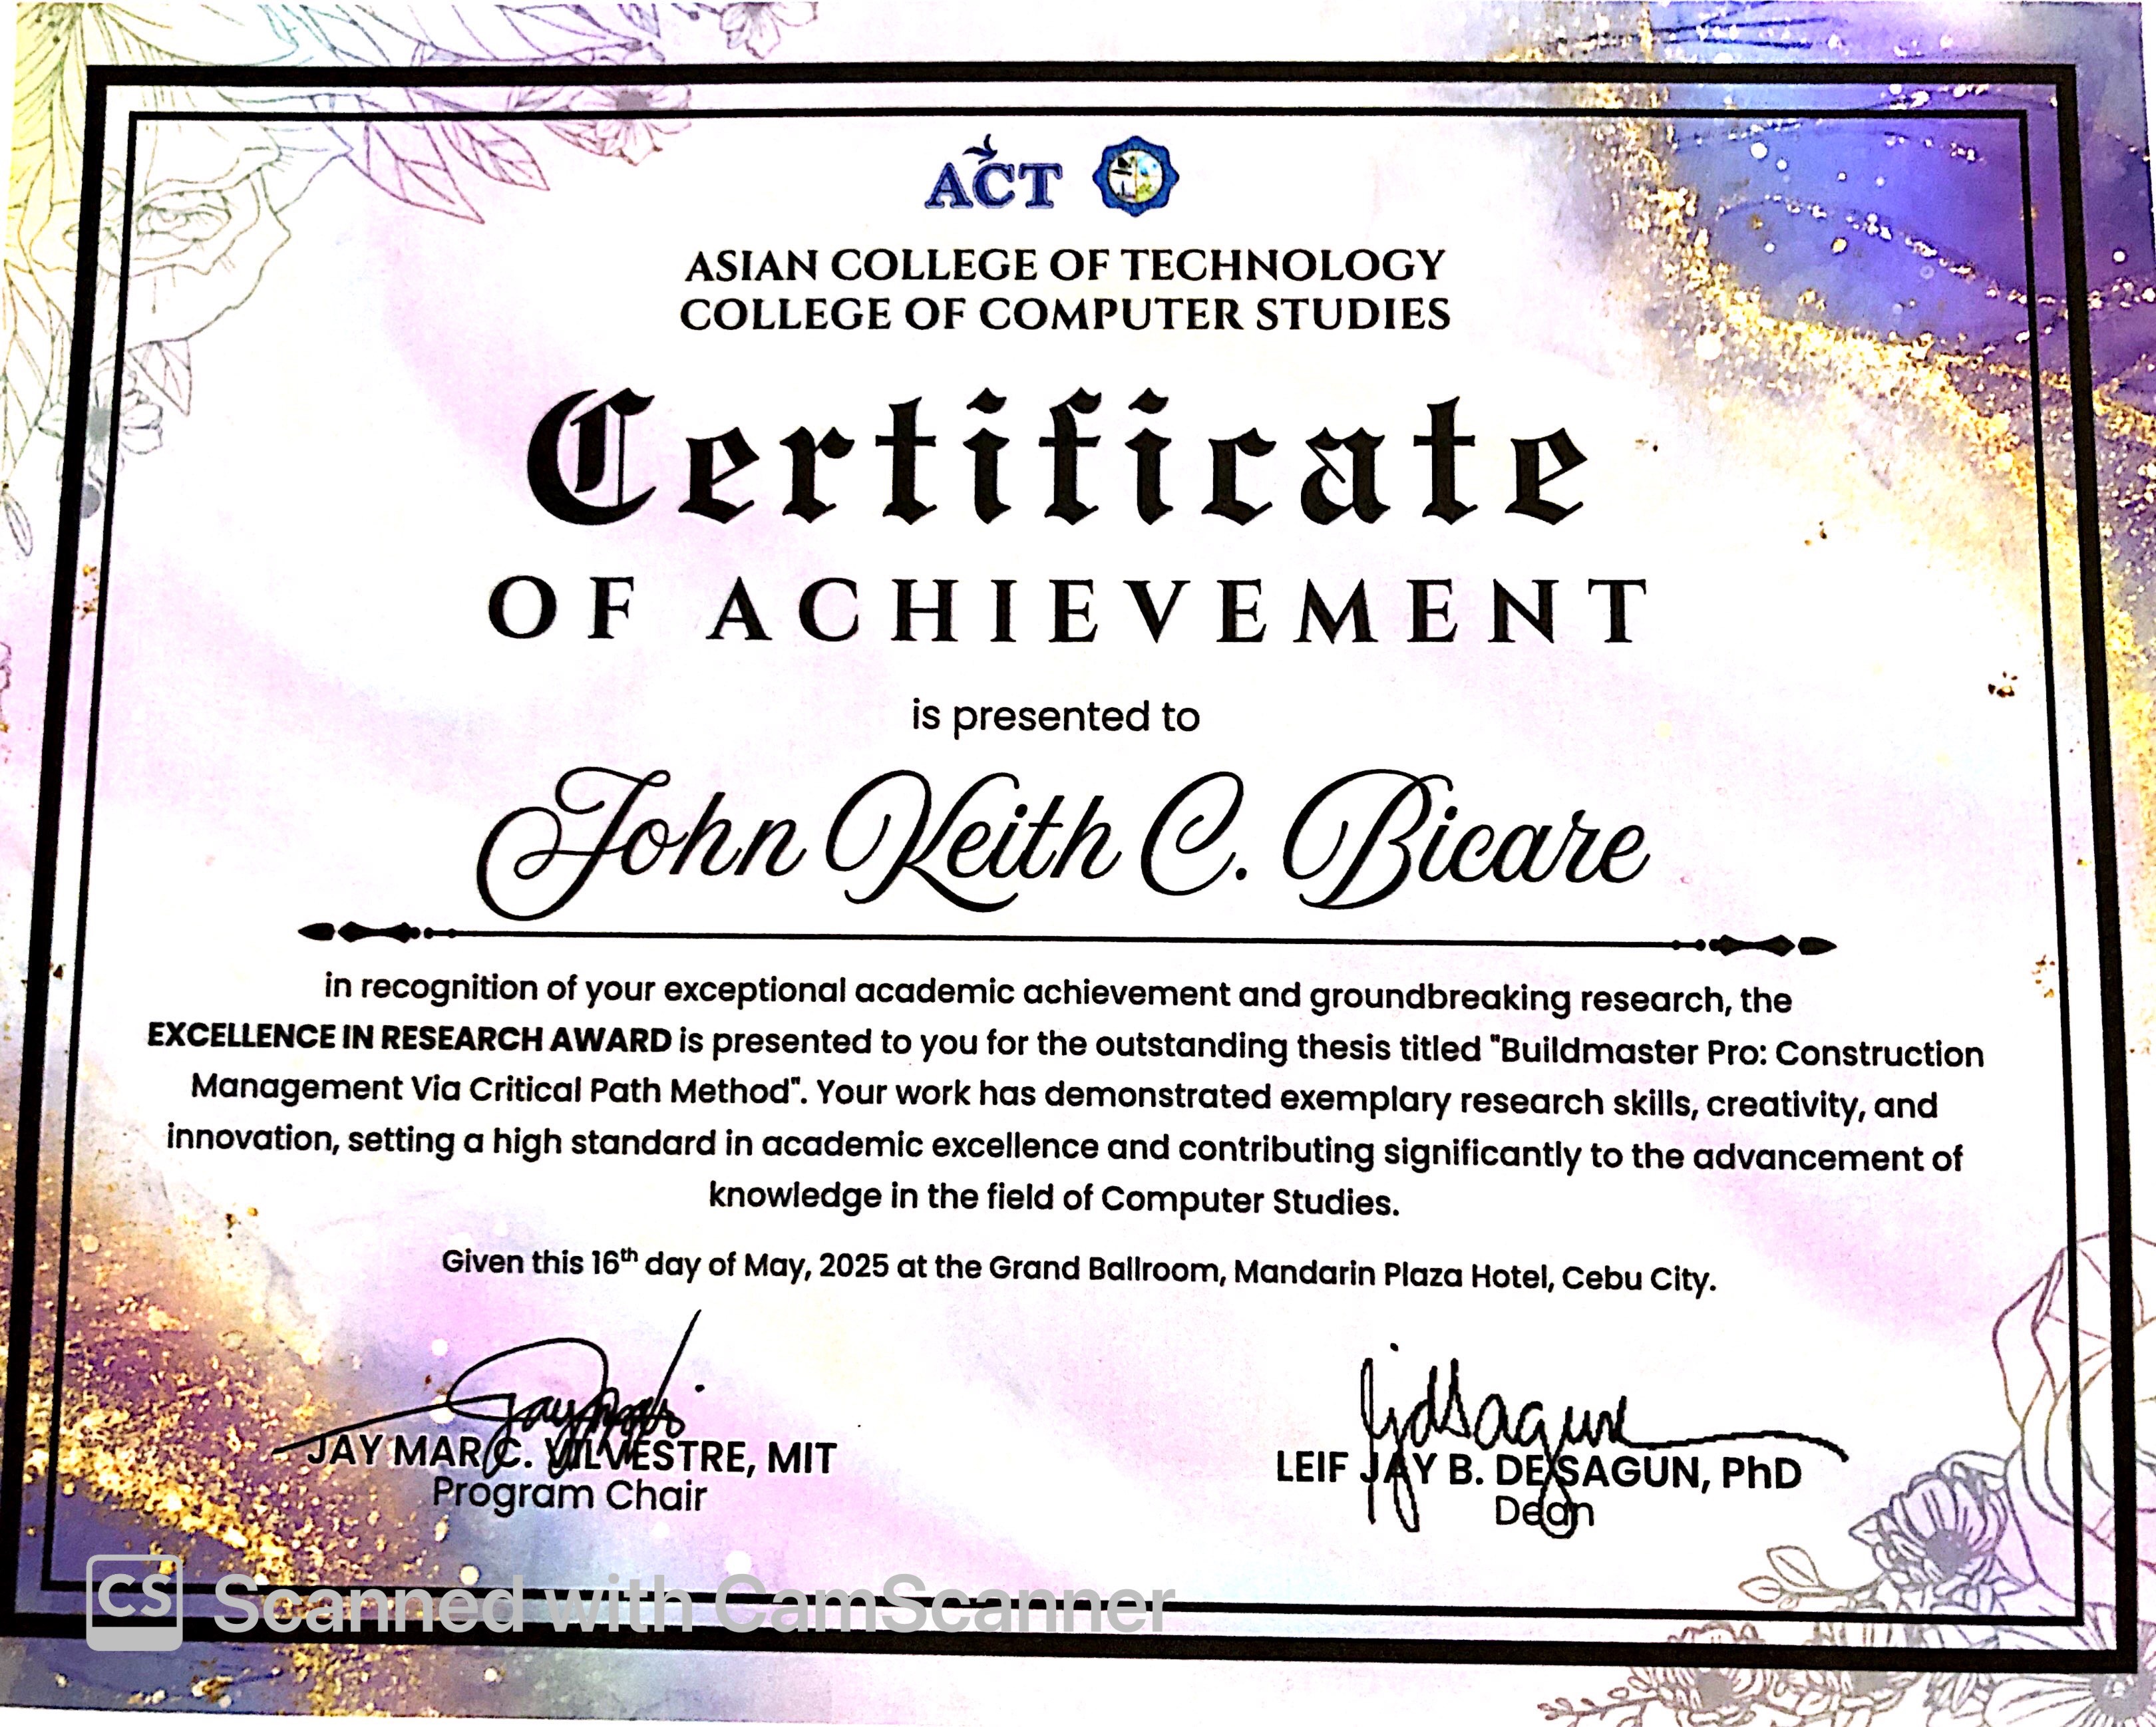 ACT
ASIAN COLLEGE OF TECHNOLOGY
COLLEGE OF COMPUTER STUDIES
Certificate
OF ACHIEVEMENT
is presented to
John Keith C. Bicare
in recognition of your exceptional academic achievement and groundbreaking research, the
EXCELLENCE IN RESEARCH AWARD is presented to you for the outstanding thesis titled "Buildmaster Pro: Construction
Management Via Critical Path Method". Your work has demonstrated exemplary research skills, creativity, and
innovation, setting a high standard in academic excellence and contributing significantly to the advancement of
knowledge in the field of Computer Studies.
Given this 16th day of May, 2025 at the Grand Ballroom, Mandarin Plaza Hotel, Cebu City.
JAY MAR C. VILVESTRE, MIT
Program Chair
LEIF JAY B. DESAGUN, PhD
Dean
CS Scanned with CamScanner